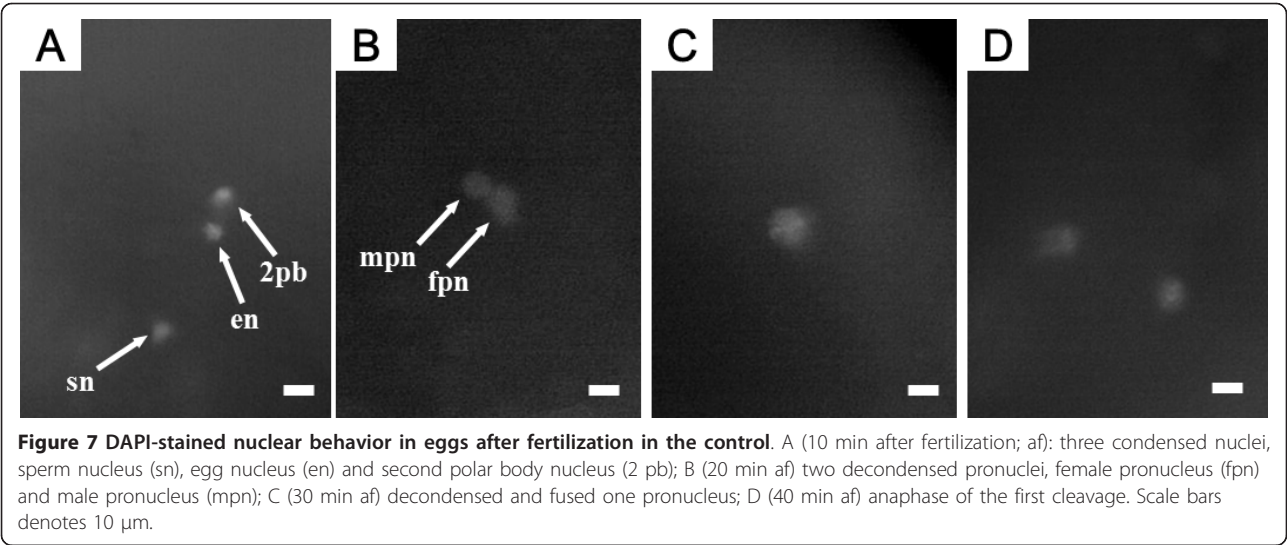 A
B
C
D
2pb
en
sn
mpn
fpn
Figure 7 DAPI-stained nuclear behavior in eggs after fertilization in the control. A (10 min after fertilization; af): three condensed nuclei,
sperm nucleus (sn), egg nucleus (en) and second polar body nucleus (2 pb); B (20 min af) two decondensed pronuclei, female pronucleus (fpn)
and male pronucleus (mpn); C (30 min af) decondensed and fused one pronucleus; D (40 min af) anaphase of the first cleavage. Scale bars
denotes 10 μm.